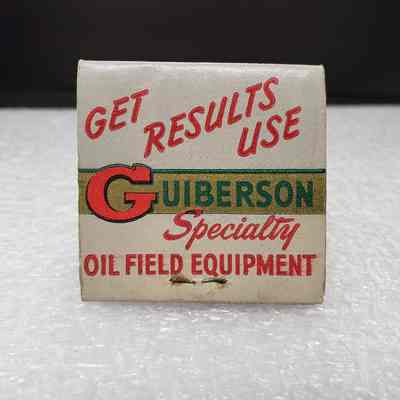 GET RESULTS USE
GUIBERSON
Specialty
OIL FIELD EQUIPMENT